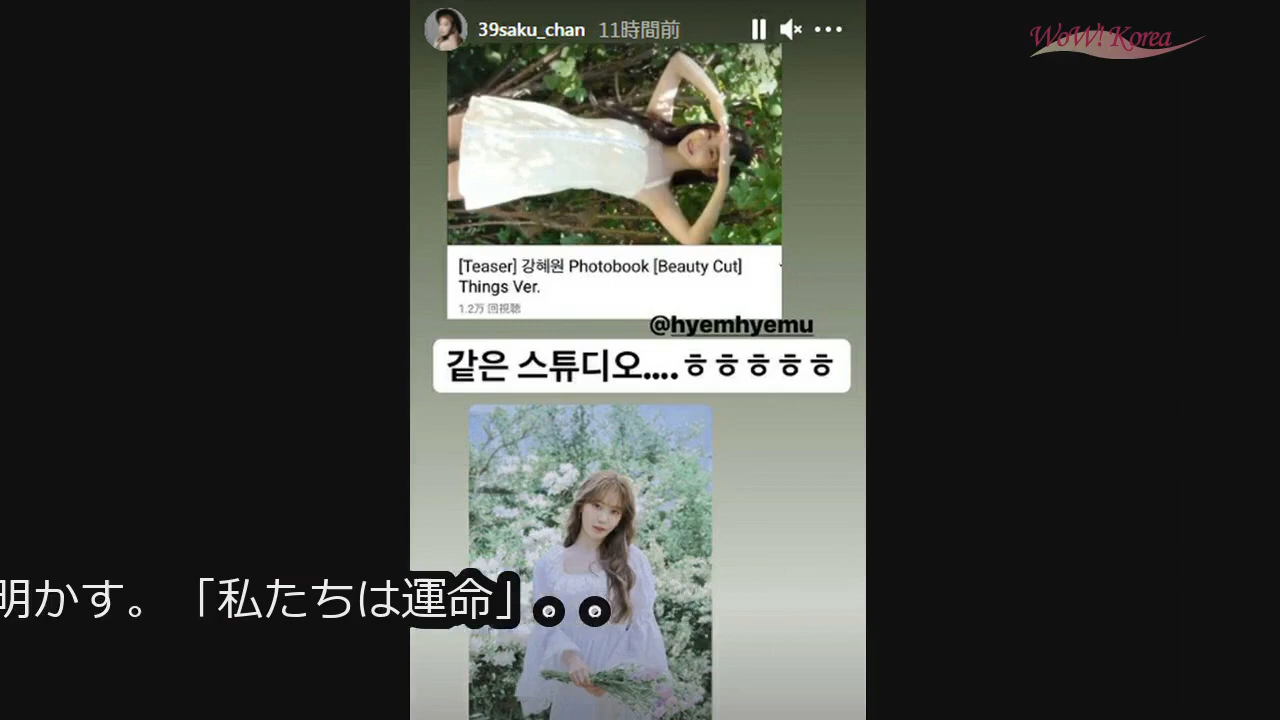 39saku_chan 11時間前
WoW! Korea
[Teaser] 강혜원 Photobook [Beauty Cut]
Things Ver.
1.2万 回視聴
@hyemhyemu
같은 스튜디오....ㅎㅎㅎㅎㅎ
明かす。「私たちは運命」。。